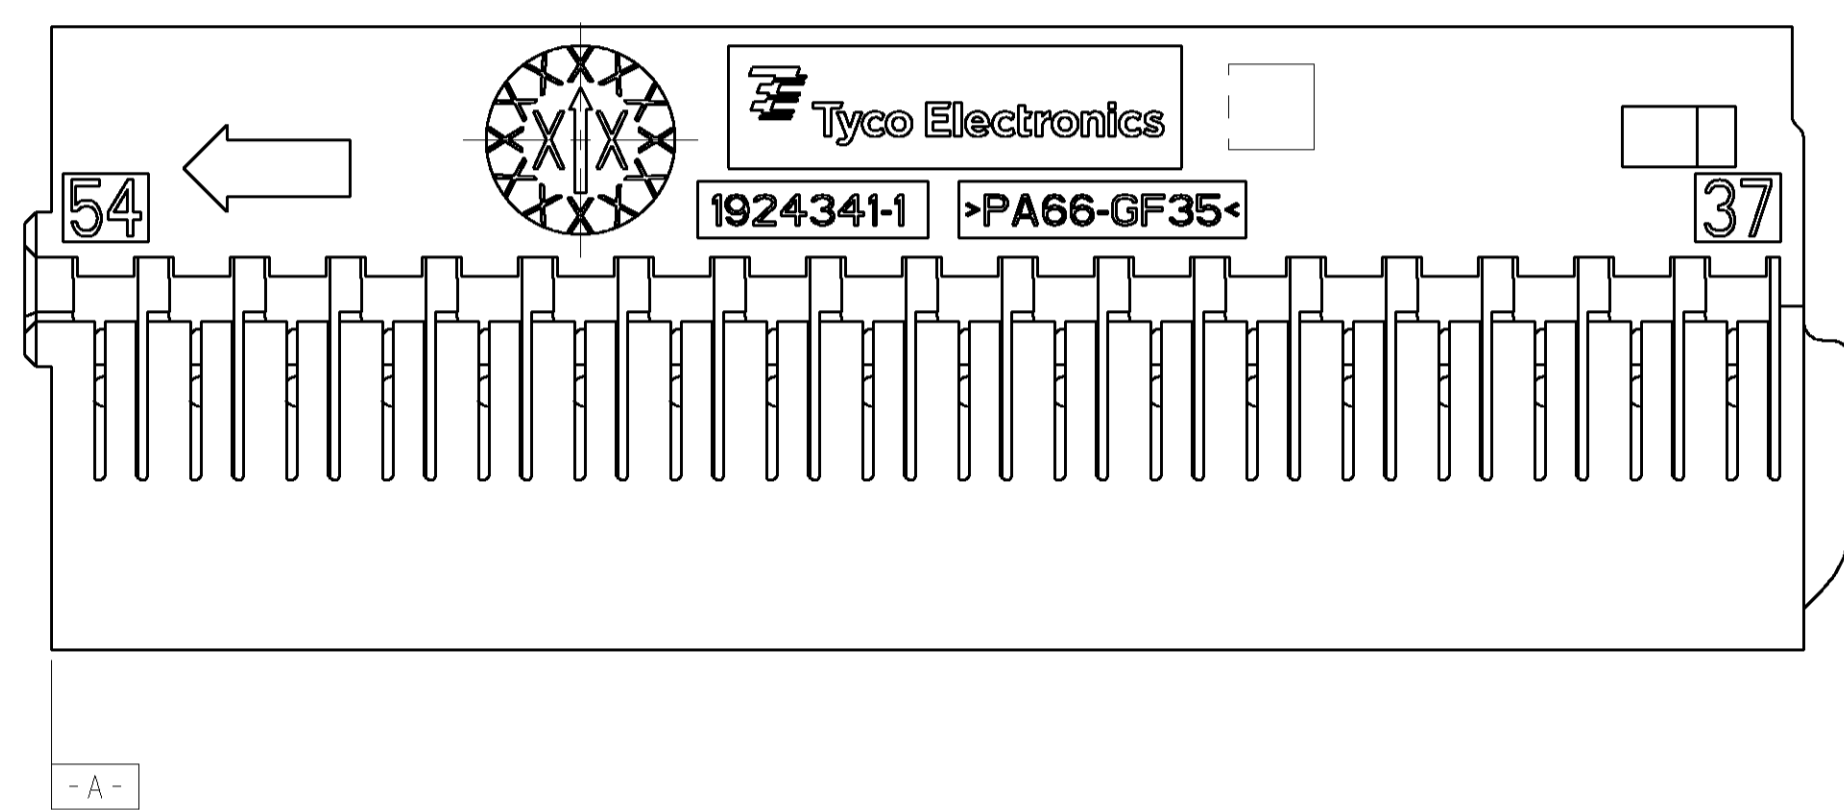 Tyco Electronics
54
1924341-1
>PA66-GF35<
37
X X
X X X X X X X X X X X X
- A -